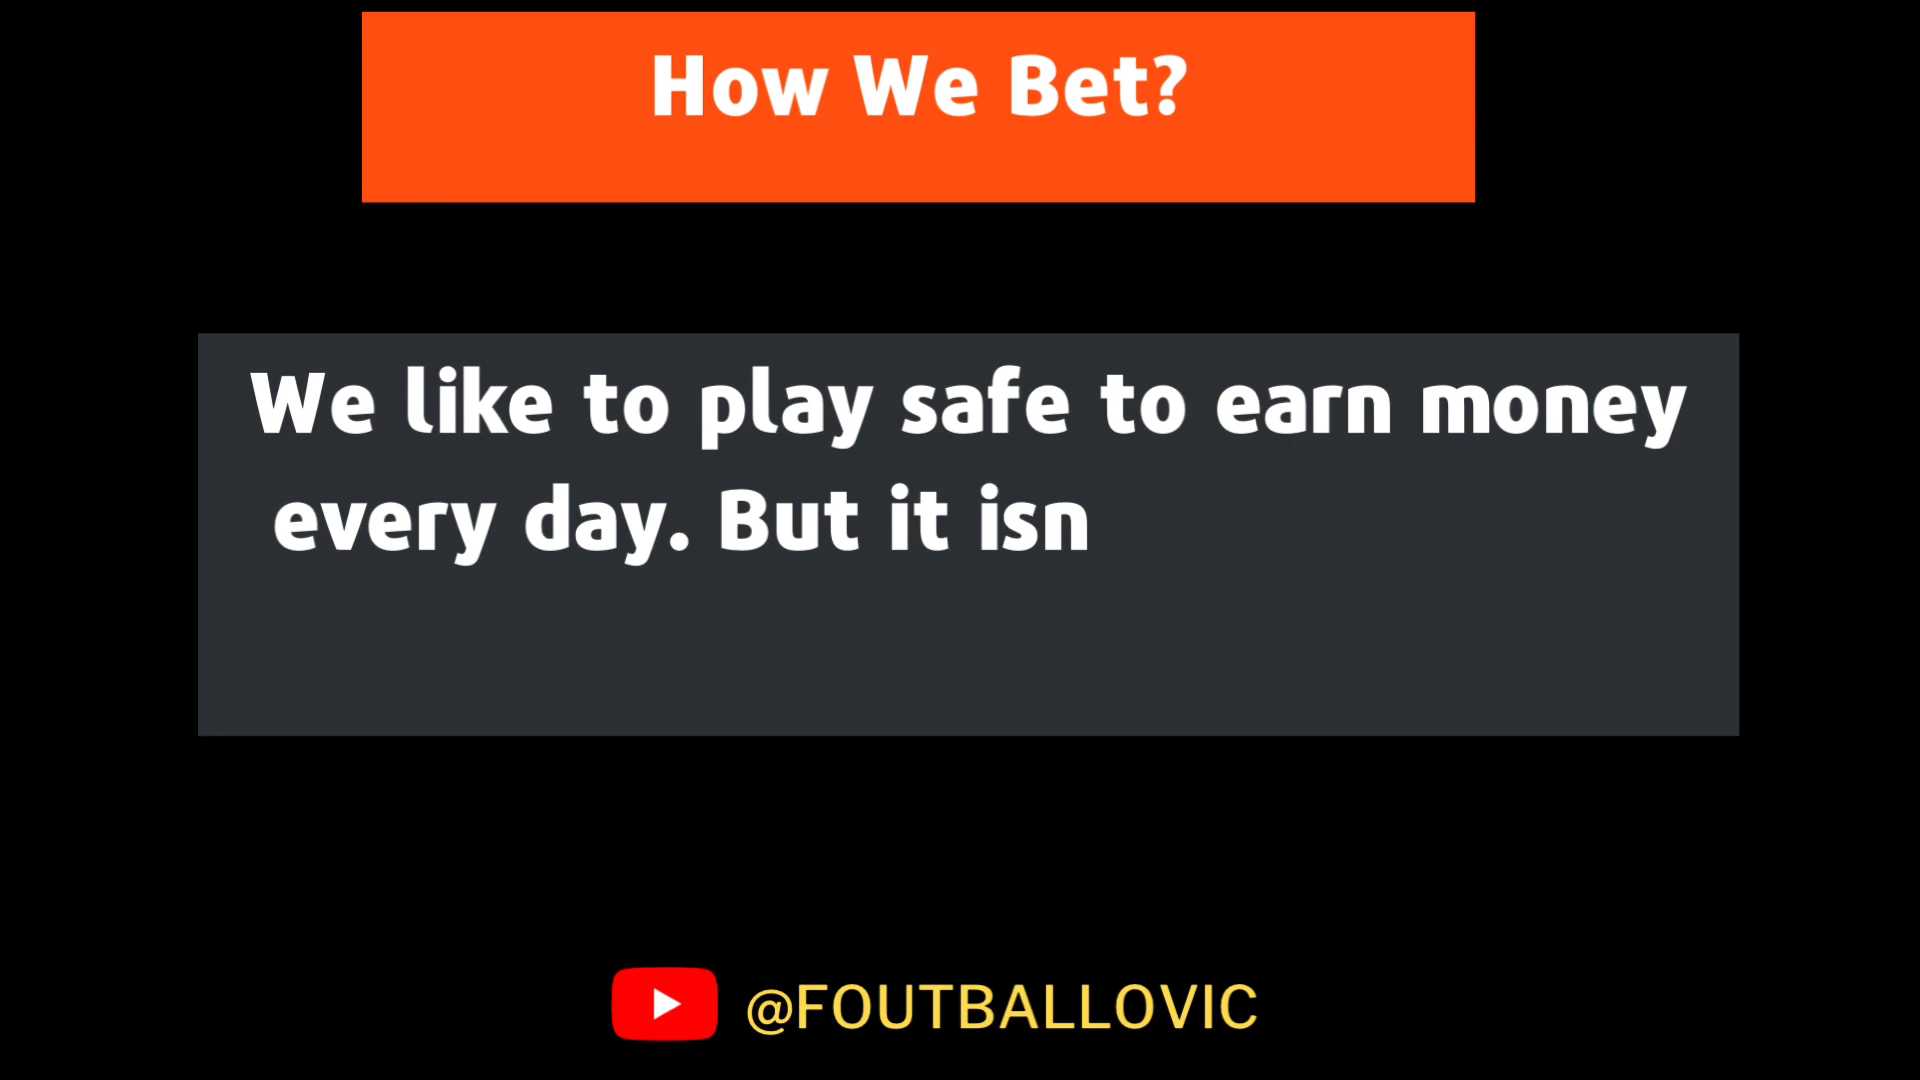 How We Bet?
We like to play safe to earn money
every day. But it isn
@FOUTBALLOVIC